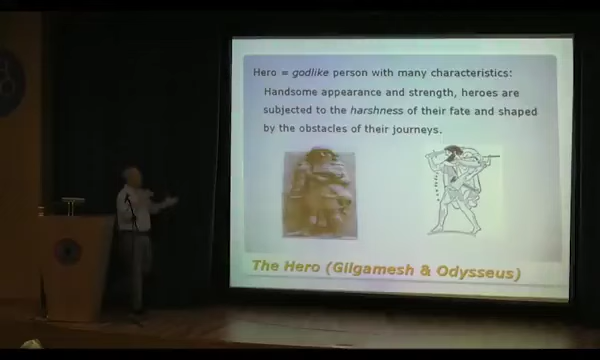 Hero = godlike person with many characteristics:
Handsome appearance and strength, heroes are
subjected to the harshness of their fate and shaped
by the obstacles of their journeys.
The Hero (Gilgamesh & Odysseus)